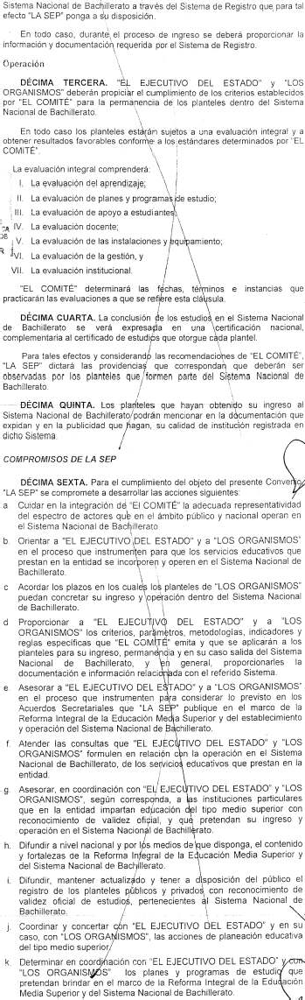 Sistema Nacional de Bachillerato a través del Sistema de Registro que para tal
efecto "LA SEP" ponga a su disposición.
En todo caso, durante el proceso de ingreso se deberá proporcionar la
información y documentación requerida por el Sistema de Registro.
Operación
DÉCIMA TERCERA. "EL EJECUTIVO DEL ESTADO" y "LOS
ORGANISMOS" deberán propiciar el cumplimiento de los criterios establecidos
por "EL COMITÉ" para la permanencia de los planteles dentro del Sistema
Nacional de Bachillerato.
En todo caso los planteles estarán sujetos a una evaluación integral y a
obtener resultados favorables conforme a los estándares determinados por "EL
COMITÉ".
La evaluación integral comprenderá:
I. La evaluación del aprendizaje;
II. La evaluación de planes y programas de estudio;
III. La evaluación de apoyo a estudiantes;
IV. La evaluación docente;
V. La evaluación de las instalaciones y equipamiento;
VI. La evaluación de la gestión, y
VII. La evaluación institucional.
"EL COMITÉ" determinará las fechas, términos e instancias que
practicarán las evaluaciones a que se refiere esta cláusula.
DÉCIMA CUARTA. La conclusión de los estudios en el Sistema Nacional
de Bachillerato se verá expresada en una certificación nacional,
complementaria al certificado de estudios que otorgue cada plantel.
Para tales efectos y considerando las recomendaciones de "EL COMITÉ",
"LA SEP" dictará las providencias que correspondan que deberán ser
observadas por los planteles que formen parte del Sistema Nacional de
Bachillerato.
DÉCIMA QUINTA. Los planteles que hayan obtenido su ingreso al
Sistema Nacional de Bachillerato podrán mencionar en la documentación que
expidan y en la publicidad que hagan, su calidad de institución registrada en
dicho Sistema.
COMPROMISOS DE LA SEP
DÉCIMA SEXTA. Para el cumplimiento del objeto del presente Convenio,
"LA SEP" se compromete a desarrollar las acciones siguientes:
a Cuidar en la integración de "El COMITÉ" la adecuada representatividad
del espectro de actores que en el ámbito público y nacional operan en
el Sistema Nacional de Bachillerato.
b. Orientar a "EL EJECUTIVO DEL ESTADO" y a "LOS ORGANISMOS"
en el proceso que instrumenten para que los servicios educativos que
prestan en la entidad se incorporen y operen en el Sistema Nacional de
Bachillerato.
c Acordar los plazos en los cuales los planteles de "LOS ORGANISMOS"
puedan concretar su ingreso y operación dentro del Sistema Nacional
de Bachillerato.
d Proporcionar a "EL EJECUTIVO DEL ESTADO" y a "LOS
ORGANISMOS" los criterios, parámetros, metodologías, indicadores y
reglas específicas que "EL COMITÉ" emita y que se aplicarán a los
planteles para su ingreso, permanencia y en su caso salida del Sistema
Nacional de Bachillerato, y en general, proporcionarles la
documentación e información relacionada con el referido Sistema.
e. Asesorar a "EL EJECUTIVO DEL ESTADO" y a "LOS ORGANISMOS"
en el proceso que instrumenten para considerar lo previsto en los
Acuerdos Secretariales que "LA SEP" publique en el marco de la
Reforma Integral de la Educación Media Superior y del establecimiento
y operación del Sistema Nacional de Bachillerato.
f. Atender las consultas que "EL EJECUTIVO DEL ESTADO" y "LOS
ORGANISMOS" formulen en relación con la operación en el Sistema
Nacional de Bachillerato, de los servicios educativos que prestan en la
entidad.
g. Asesorar, en coordinación con "EL EJECUTIVO DEL ESTADO" y "LOS
ORGANISMOS", según corresponda, a las instituciones particulares
que en la entidad impartan educación del tipo medio superior con
reconocimiento de validez oficial, y que pretendan su ingreso y
operación en el Sistema Nacional de Bachillerato.
h. Difundir a nivel nacional y por los medios de que disponga, el contenido
y fortalezas de la Reforma Integral de la Educación Media Superior y
del Sistema Nacional de Bachillerato.
i. Difundir, mantener actualizado y tener a disposición del público el
registro de los planteles públicos y privados con reconocimiento de
validez oficial de estudios, pertenecientes al Sistema Nacional de
Bachillerato.
j. Coordinar y concertar con "EL EJECUTIVO DEL ESTADO" y en su
caso, con "LOS ORGANISMOS", las acciones de planeación educativa
del tipo medio superior.
k. Determinar en coordinación con "EL EJECUTIVO DEL ESTADO" y con
"LOS ORGANISMOS" los planes y programas de estudio que
pretendan brindar en el marco de la Reforma Integral de la Educación
Media Superior y del Sistema Nacional de Bachillerato.